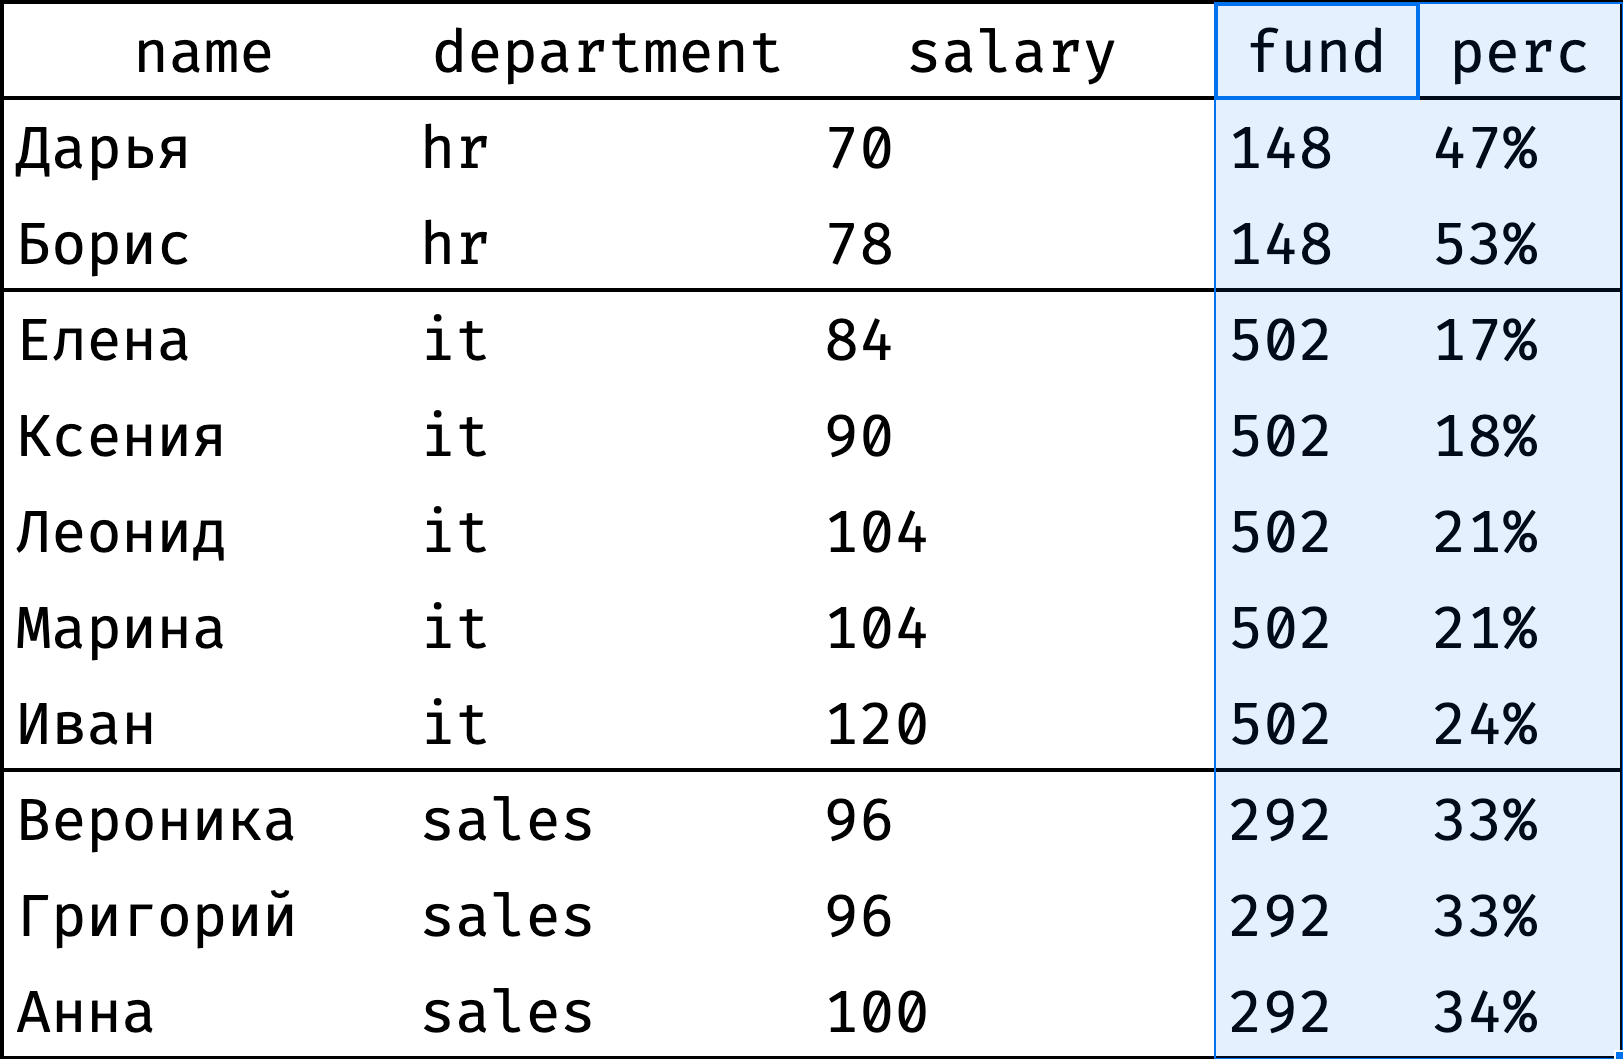 name department salary fund perc
Дарья hr 70 148 47%
Борис hr 78 148 53%
Елена it 84 502 17%
Ксения it 90 502 18%
Леонид it 104 502 21%
Марина it 104 502 21%
Иван it 120 502 24%
Вероника sales 96 292 33%
Григорий sales 96 292 33%
Анна sales 100 292 34%